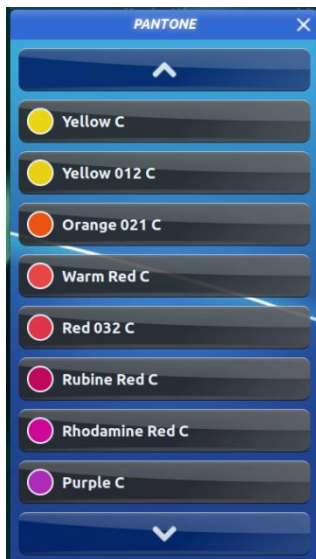 PANTONE
Yellow C
Yellow 012 C
Orange 021 C
Warm Red C
Red 032 C
Rubine Red C
Rhodamine Red C
Purple C